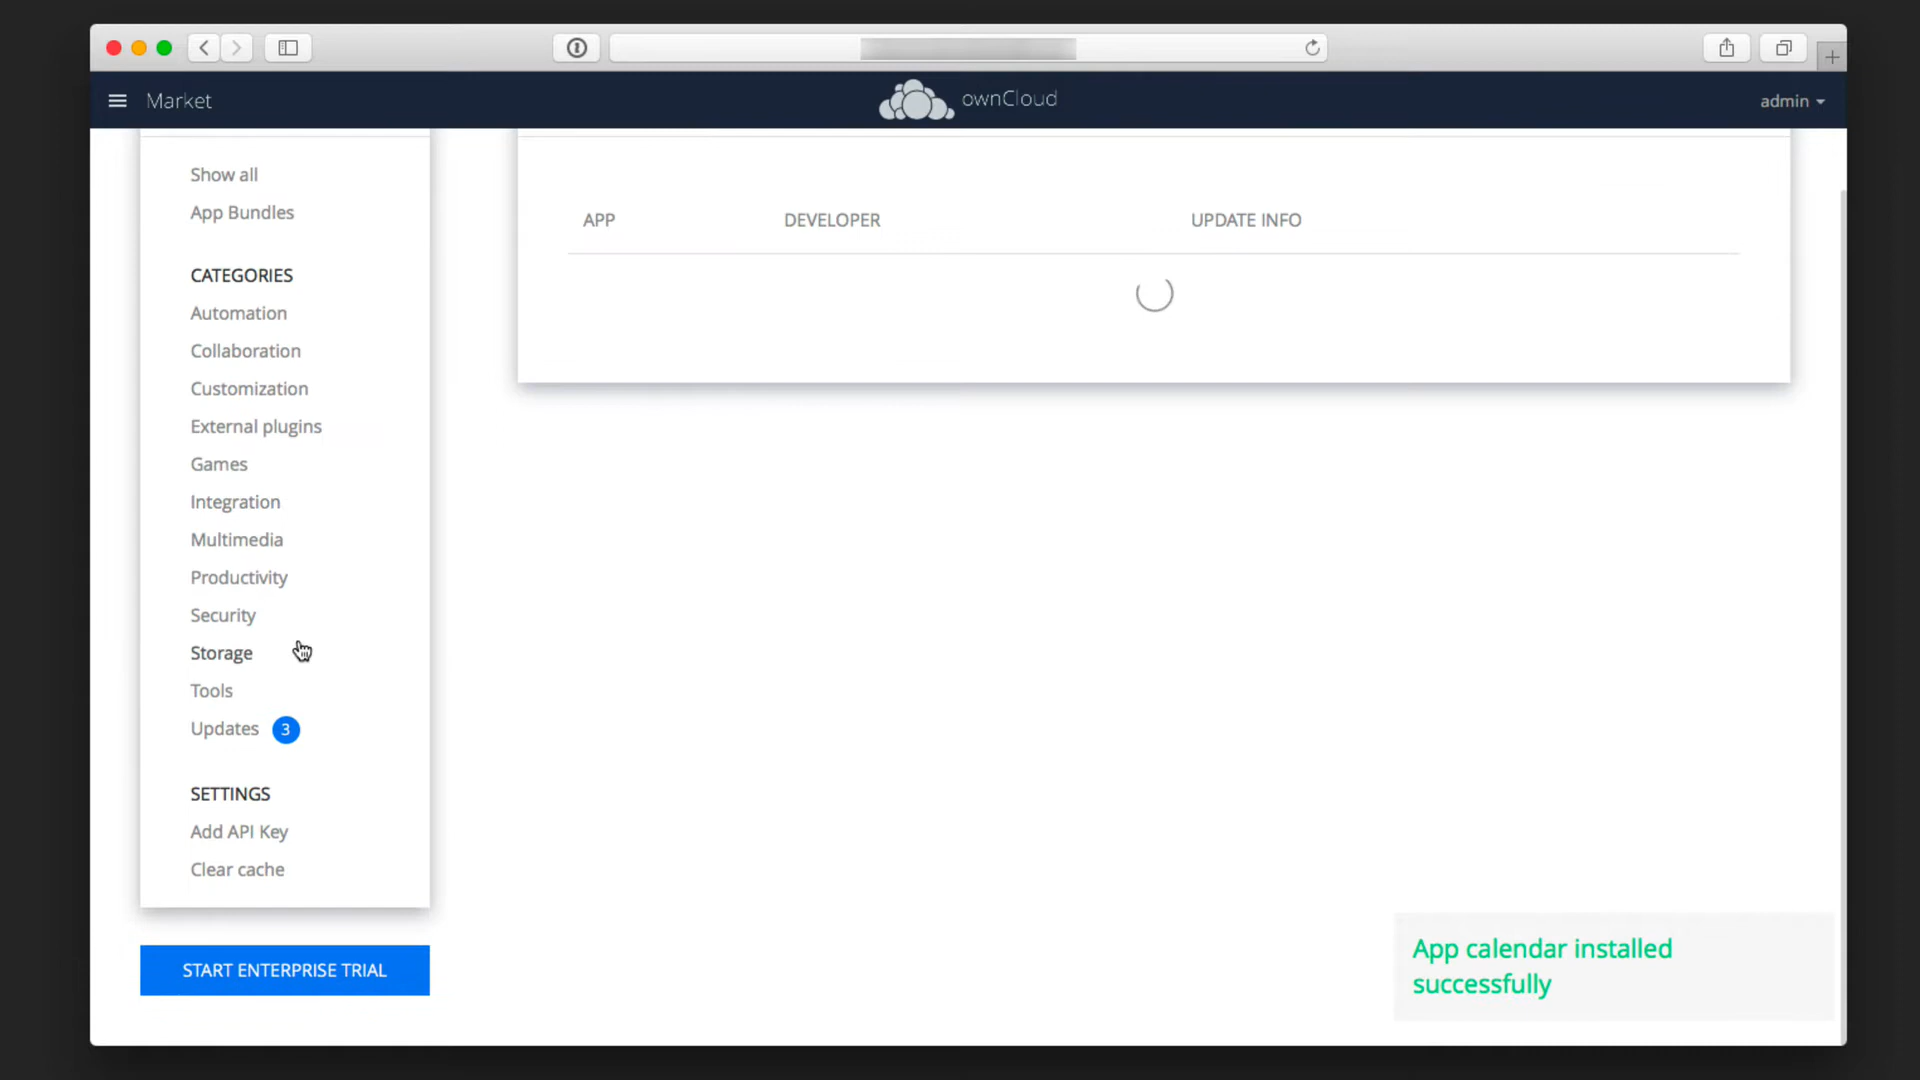 Market
ownCloud
admin
Show all
App Bundles
CATEGORIES
Automation
Collaboration
Customization
External plugins
Games
Integration
Multimedia
Productivity
Security
Storage
Tools
Updates 3
SETTINGS
Add API Key
Clear cache
START ENTERPRISE TRIAL
APP DEVELOPER UPDATE INFO
App calendar installed
successfully